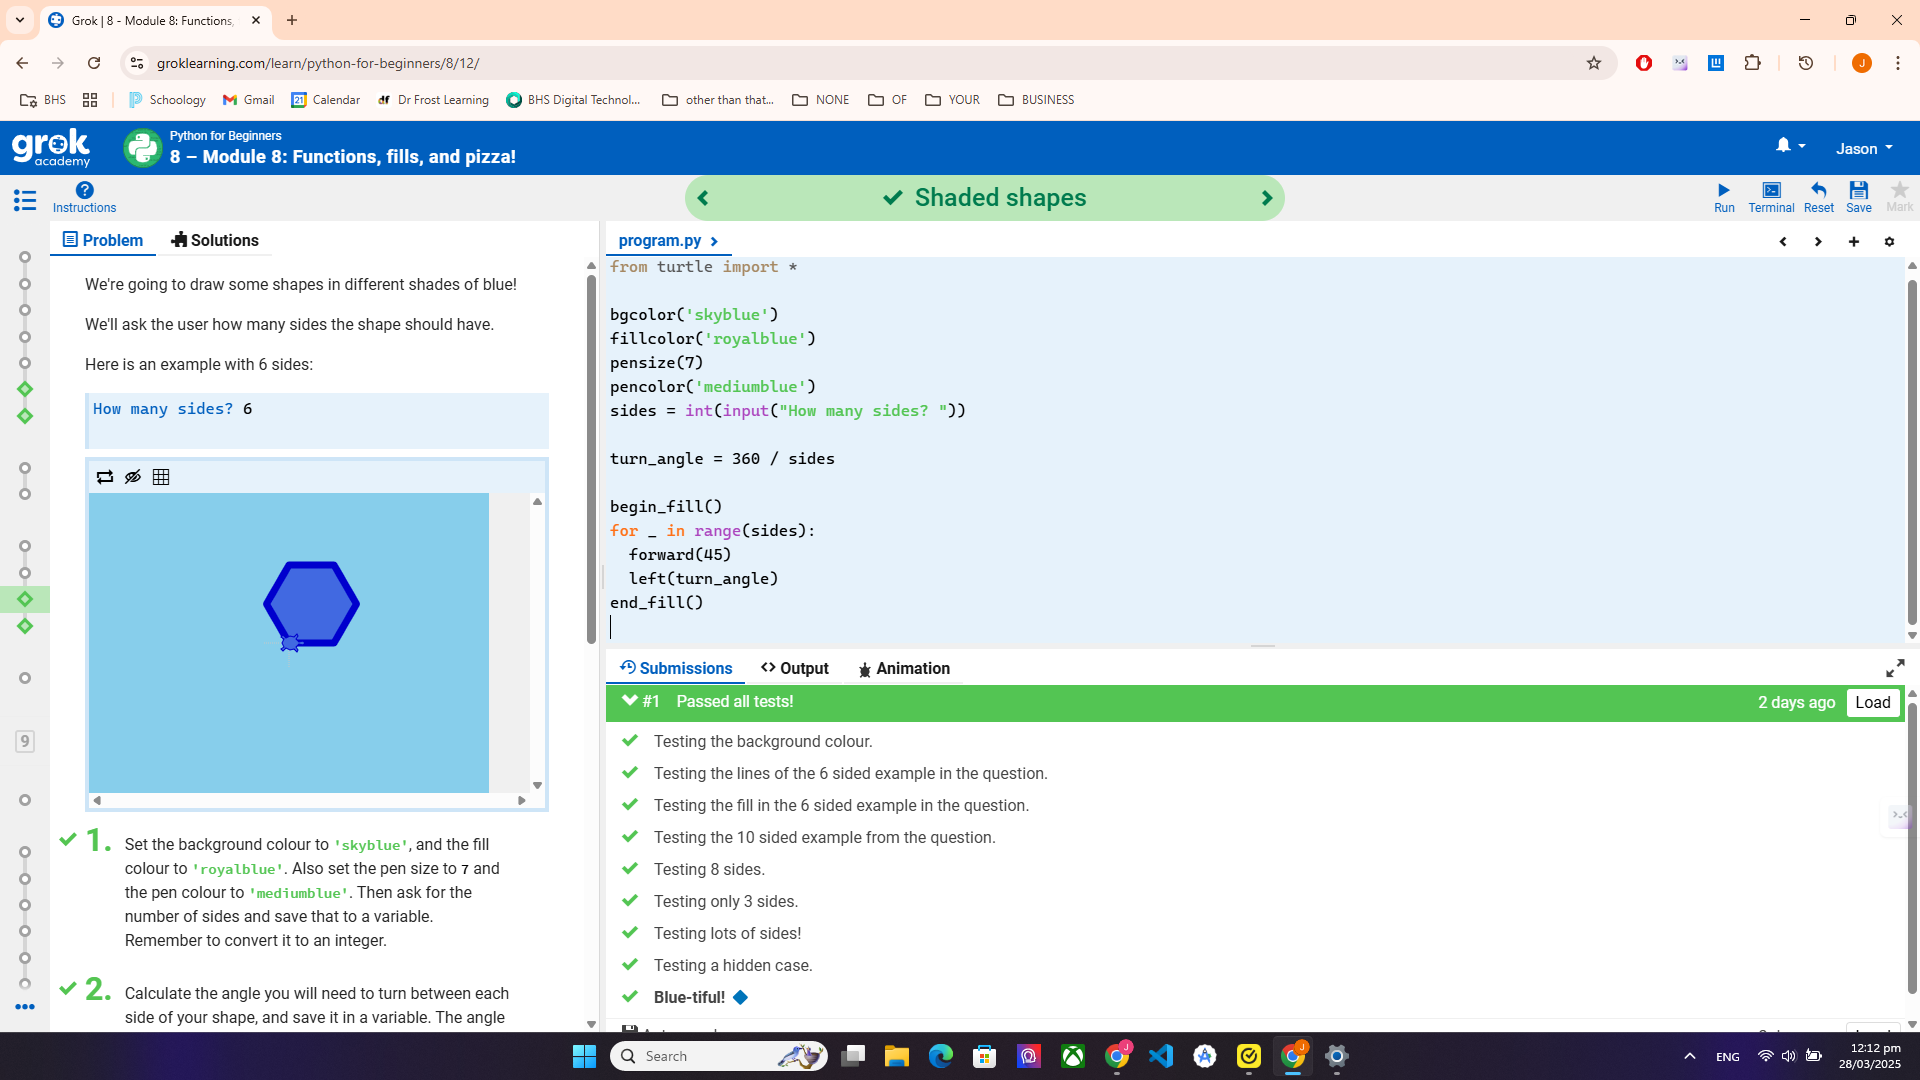 Grok | 8 - Module 8: Functions,
groklearning.com/learn/python-for-beginners/8/12/
J
BHS
Schoology
Gmail
Calendar
Dr Frost Learning
BHS Digital Technol...
other than that...
NONE
OF
YOUR
BUSINESS
grok
academy
Python for Beginners
8 – Module 8: Functions, fills, and pizza!
Jason
Instructions
Shaded shapes
Run
Terminal
Reset
Save
Mark
Problem
Solutions
We're going to draw some shapes in different shades of blue!
We'll ask the user how many sides the shape should have.
Here is an example with 6 sides:
How many sides? 6
9
1. Set the background colour to 'skyblue', and the fill
colour to 'royalblue'. Also set the pen size to 7 and
the pen colour to 'mediumblue'. Then ask for the
number of sides and save that to a variable.
Remember to convert it to an integer.
2. Calculate the angle you will need to turn between each
side of your shape, and save it in a variable. The angle
program.py
from turtle import *
bgcolor('skyblue')
fillcolor('royalblue')
pensize(7)
pencolor('mediumblue')
sides = int(input("How many sides? "))
turn_angle = 360 / sides
begin_fill()
for _ in range(sides):
  forward(45)
  left(turn_angle)
end_fill()
Submissions
Output
Animation
#1 Passed all tests!
2 days ago
Load
Testing the background colour.
Testing the lines of the 6 sided example in the question.
Testing the fill in the 6 sided example in the question.
Testing the 10 sided example from the question.
Testing 8 sides.
Testing only 3 sides.
Testing lots of sides!
Testing a hidden case.
Blue-tiful!
Search
ENG
12:12 pm
28/03/2025